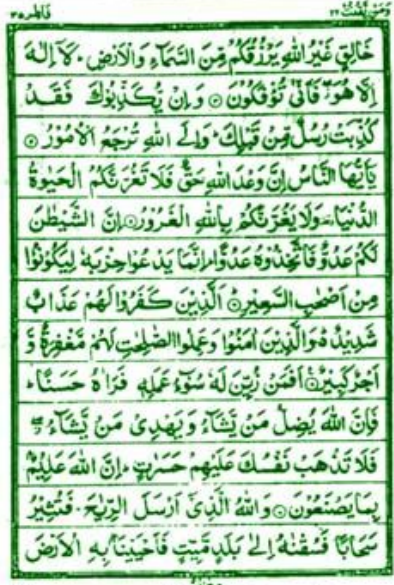 ومن يقنت ٢٢ فاطر ٣٥
خَالِقٍ غَيْرُ اللّٰهِ يَرْزُقُكُمْ مِّنَ السَّمَآءِ وَالْاَرْضِ ؕ لَاۤ اِلٰهَ
اِلَّا هُوَ ۖ فَاَنّٰى تُؤْفَكُوْنَ ۝ وَاِنْ يُّكَذِّبُوْكَ فَقَدْ
كُذِّبَتْ رُسُلٌ مِّنْ قَبْلِكَ ؕ وَاِلَى اللّٰهِ تُرْجَعُ الْاُمُوْرُ ۝
يٰۤاَيُّهَا النَّاسُ اِنَّ وَعْدَ اللّٰهِ حَقٌّ فَلَا تَغُرَّنَّكُمُ الْحَيٰوةُ
الدُّنْيَا ۥ وَلَا يَغُرَّنَّكُمْ بِاللّٰهِ الْغَرُوْرُ ۝ اِنَّ الشَّيْطٰنَ
لَكُمْ عَدُوٌّ فَاتَّخِذُوْهُ عَدُوًّا ؕ اِنَّمَا يَدْعُوْا حِزْبَهٗ لِيَكُوْنُوْا
مِنْ اَصْحٰبِ السَّعِيْرِ ۝ اَلَّذِيْنَ كَفَرُوْا لَهُمْ عَذَابٌ
شَدِيْدٌ ؕ وَالَّذِيْنَ اٰمَنُوْا وَعَمِلُوا الصّٰلِحٰتِ لَهُمْ مَّغْفِرَةٌ وَّ
اَجْرٌ كَبِيْرٌ ۝ اَفَمَنْ زُيِّنَ لَهٗ سُوْٓءُ عَمَلِهٖ فَرَاٰهُ حَسَنًا ؕ
فَاِنَّ اللّٰهَ يُضِلُّ مَنْ يَّشَآءُ وَيَهْدِيْ مَنْ يَّشَآءُ ۖ
فَلَا تَذْهَبْ نَفْسُكَ عَلَيْهِمْ حَسَرٰتٍ ؕ اِنَّ اللّٰهَ عَلِيْمٌۢ
بِمَا يَصْنَعُوْنَ ۝ وَاللّٰهُ الَّذِيْۤ اَرْسَلَ الرِّيٰحَ فَتُثِيْرُ
سَحَابًا فَسُقْنٰهُ اِلٰى بَلَدٍ مَّيِّتٍ فَاَحْيَيْنَا بِهِ الْاَرْضَ